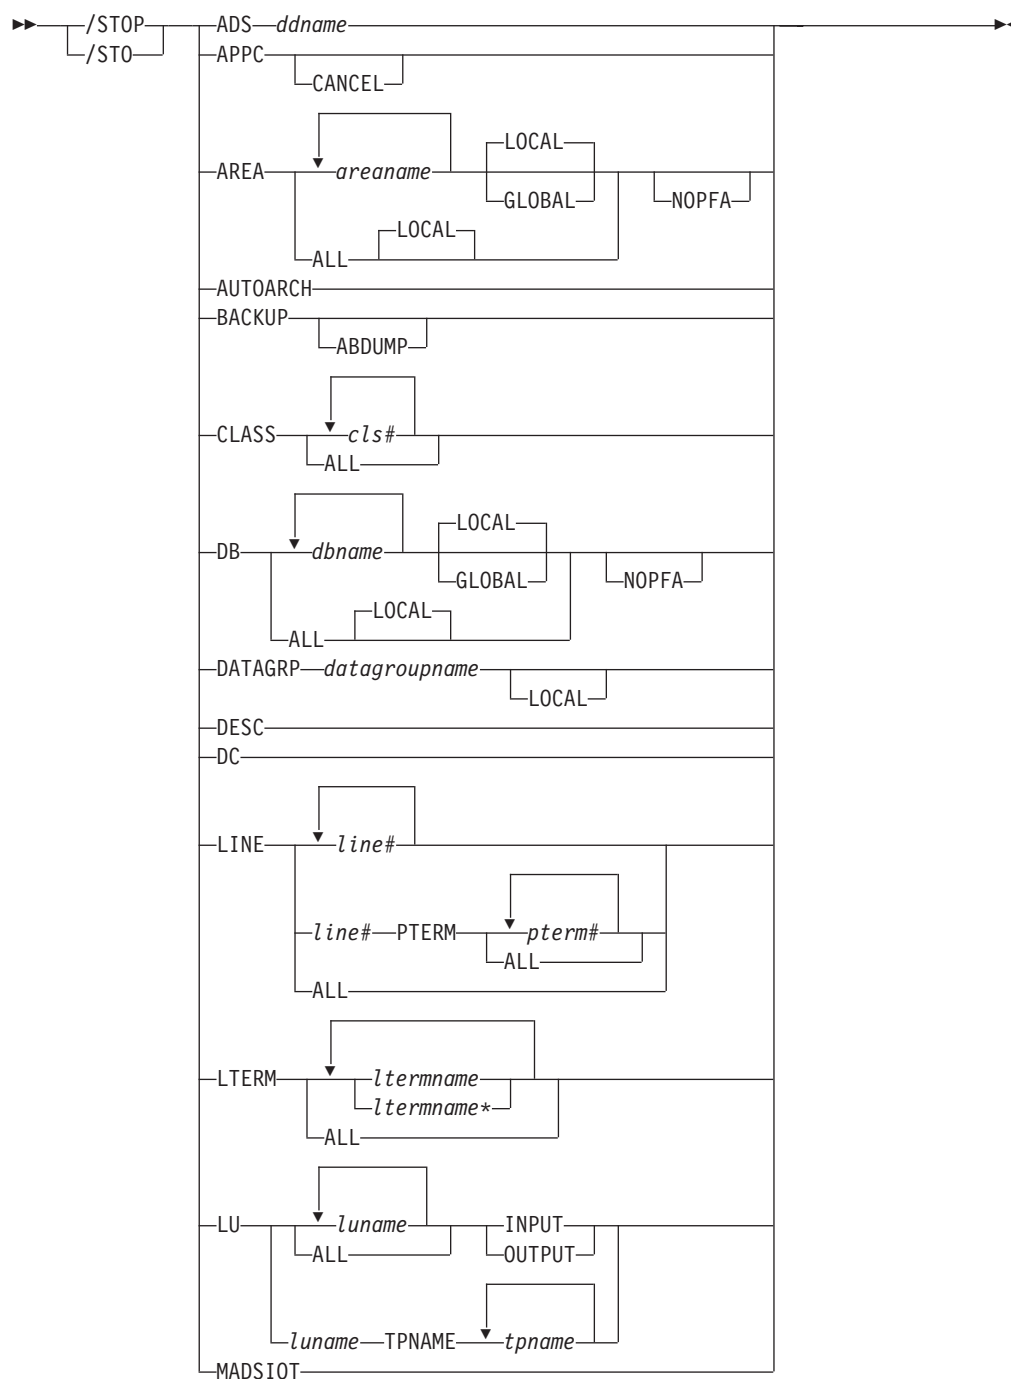 /STOP ADS ddname
/STO APPC
CANCEL
LOCAL
AREA areaname
GLOBAL NOPFA
LOCAL
ALL
AUTOARCH
BACKUP
ABDUMP
CLASS cls#
ALL
LOCAL
DB dbname
GLOBAL NOPFA
LOCAL
ALL
DATAGRP datagroupname
LOCAL
DESC
DC
LINE line#
line# PTERM pterm#
ALL
ALL
LTERM ltermname
ltermname*
ALL
LU luname INPUT
ALL OUTPUT
luname TPNAME tpname
MADSIOT